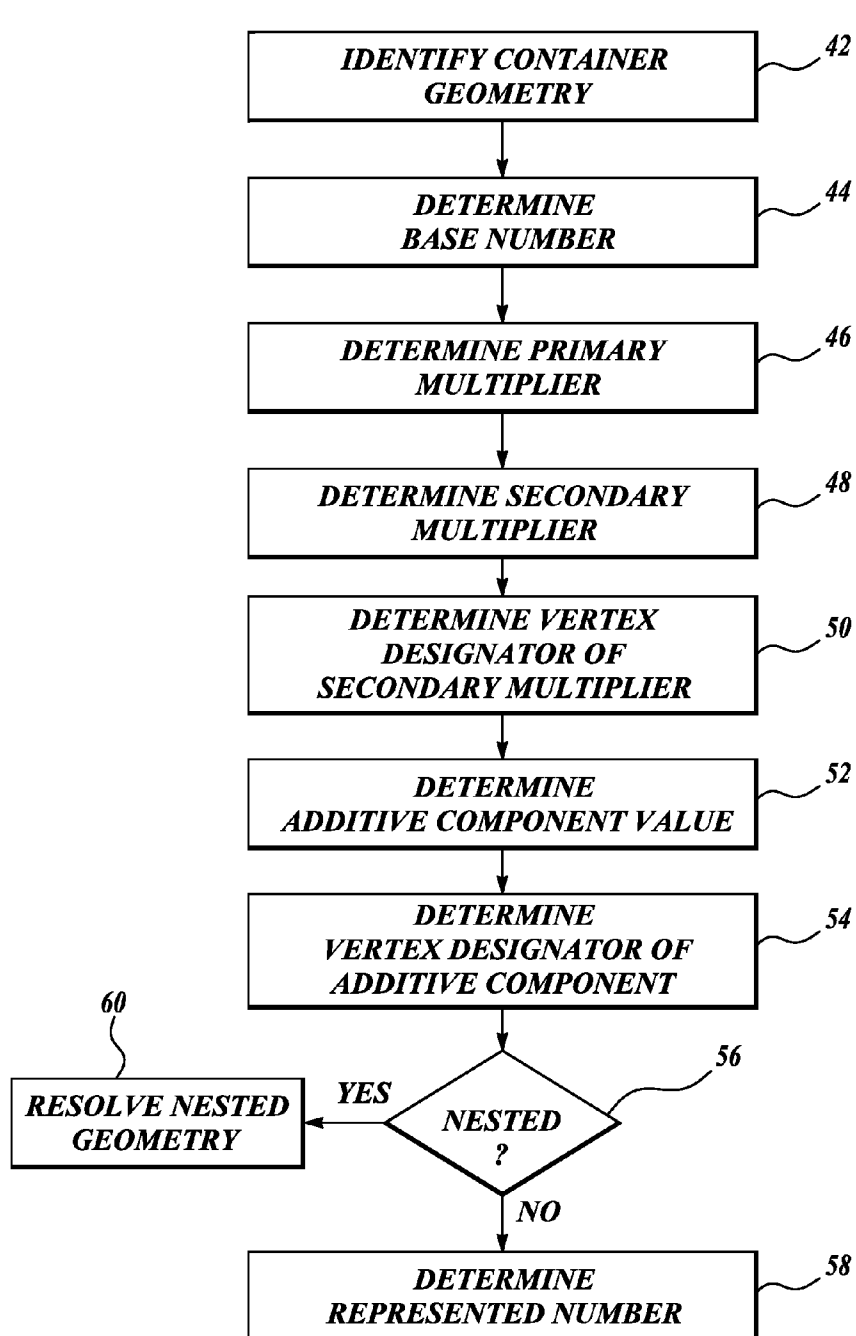 IDENTIFY CONTAINER
GEOMETRY
42
DETERMINE
BASE NUMBER
44
DETERMINE PRIMARY
MULTIPLIER
46
DETERMINE SECONDARY
MULTIPLIER
48
DETERMINE VERTEX
DESIGNATOR OF
SECONDARY MULTIPLIER
50
DETERMINE
ADDITIVE COMPONENT VALUE
52
DETERMINE
VERTEX DESIGNATOR OF
ADDITIVE COMPONENT
54
NESTED
?
56
YES
RESOLVE NESTED
GEOMETRY
60
NO
DETERMINE
REPRESENTED NUMBER
58